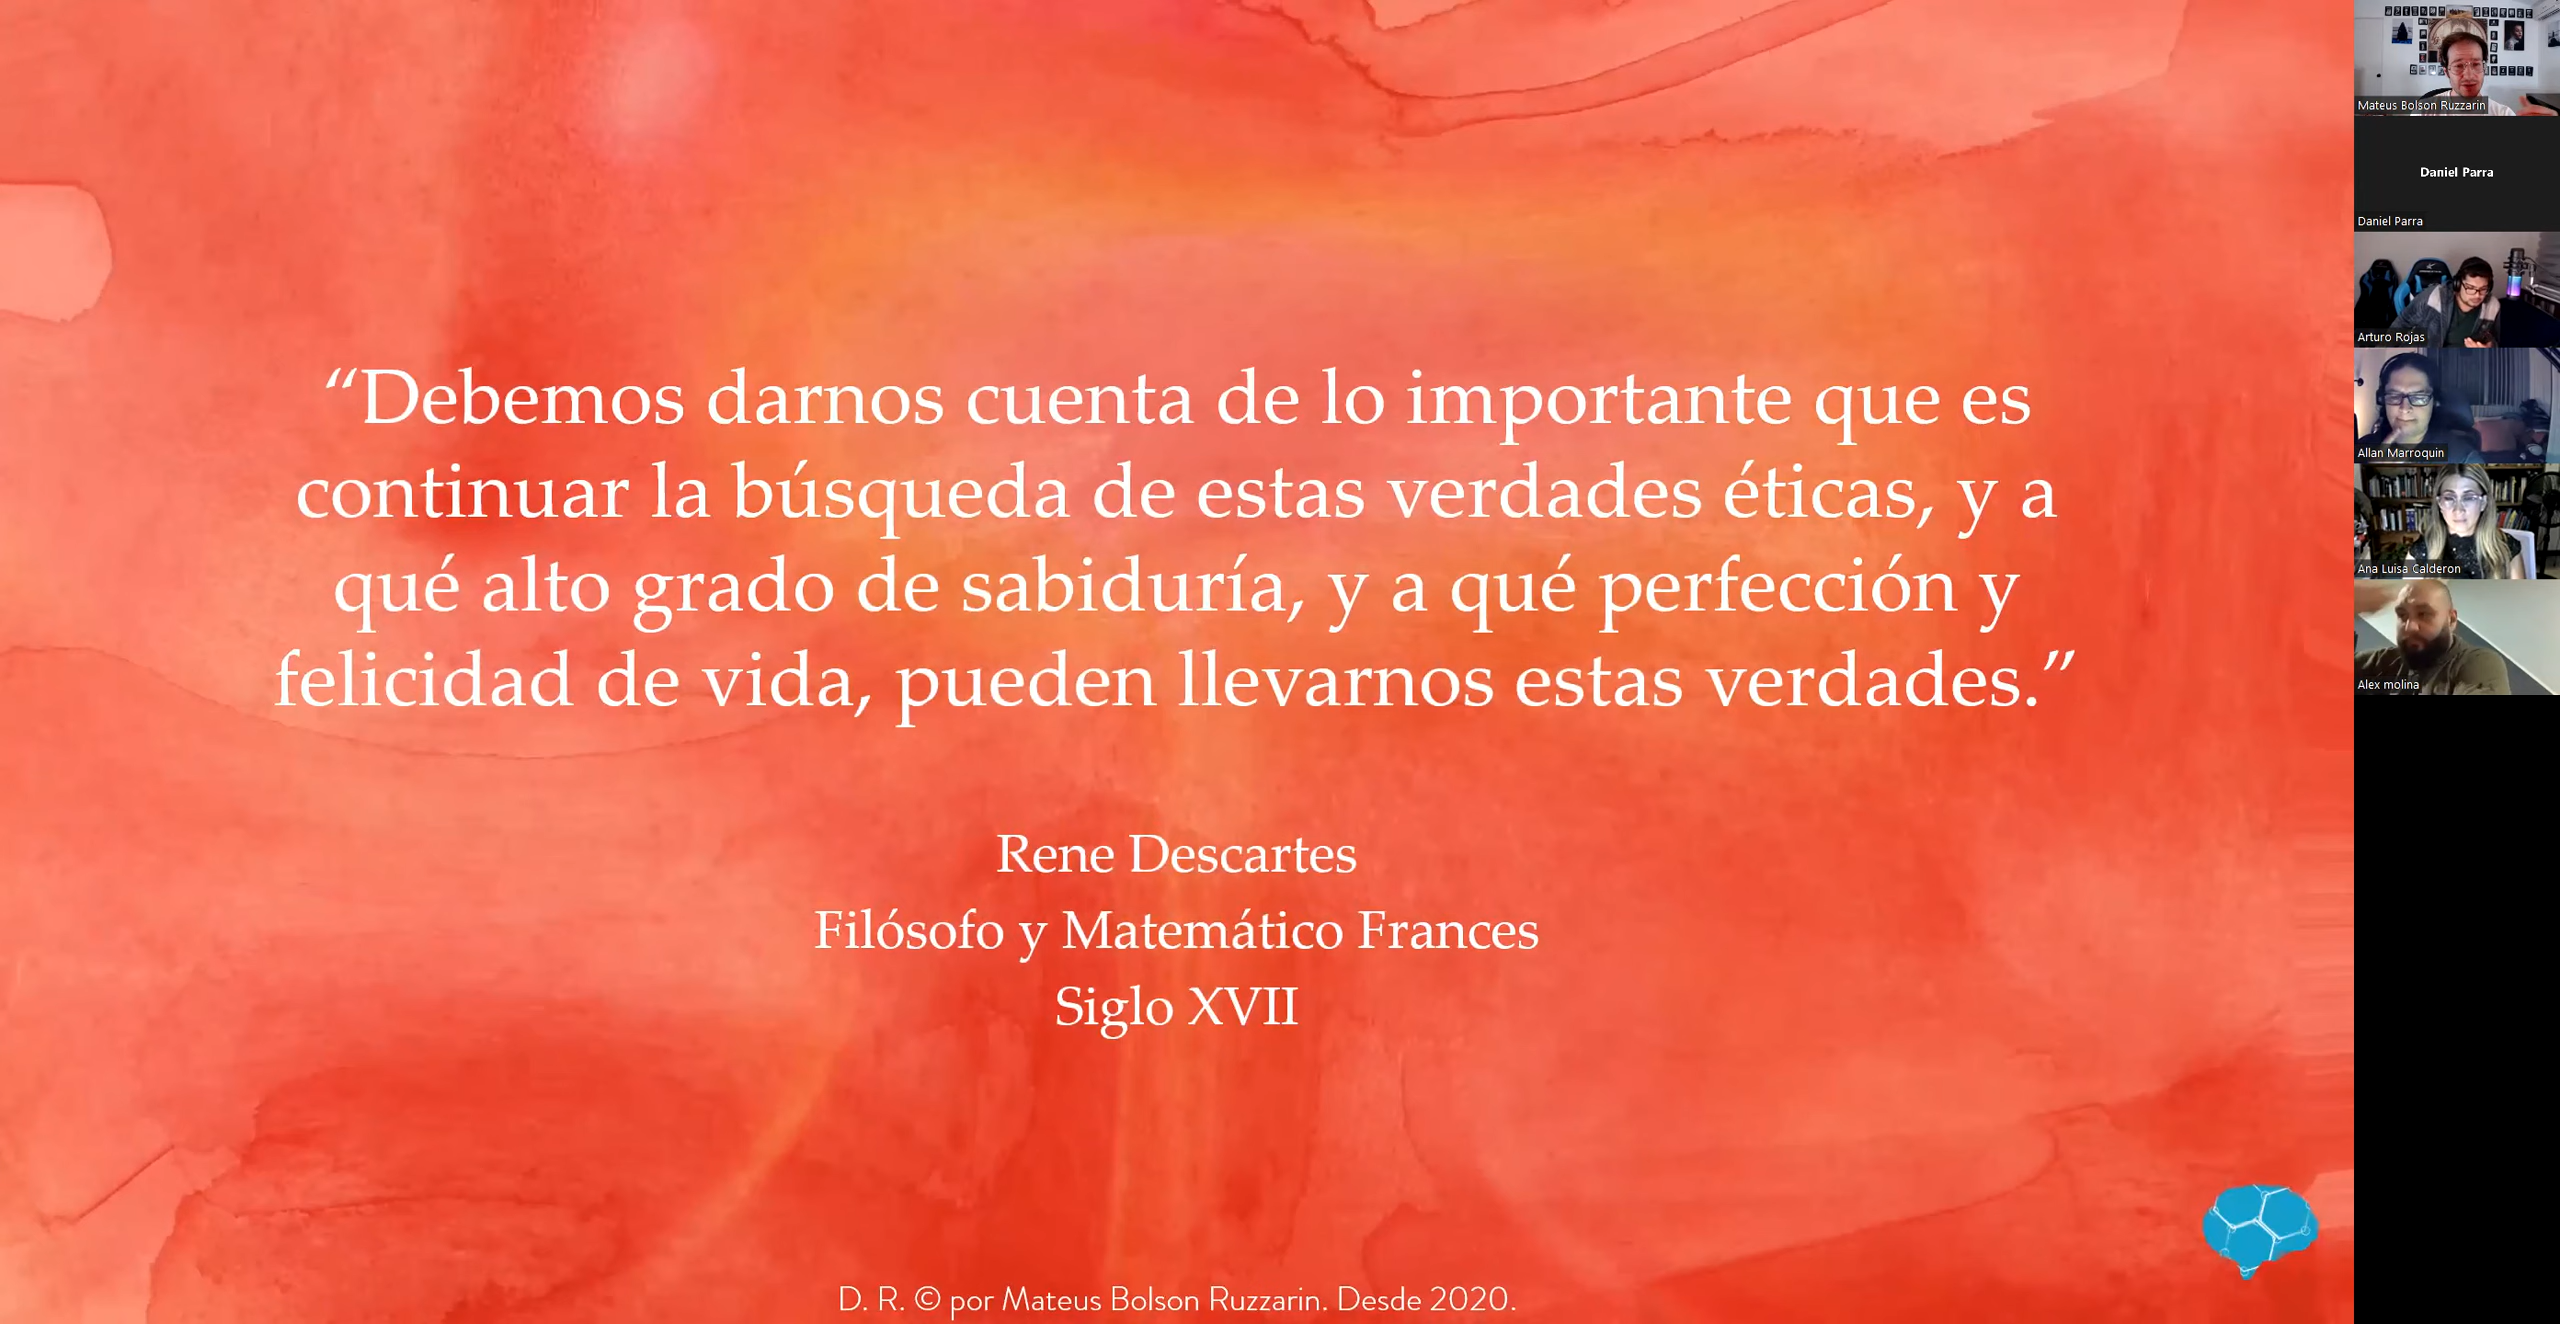 “Debemos darnos cuenta de lo importante que es
continuar la búsqueda de estas verdades éticas, y a
qué alto grado de sabiduría, y a qué perfección y
felicidad de vida, pueden llevarnos estas verdades.”
Rene Descartes
Filósofo y Matemático Frances
Siglo XVII
D. R. © por Mateus Bolson Ruzzarin. Desde 2020.
Mateus Bolson Ruzzarin
Daniel Parra
Daniel Parra
Arturo Rojas
Allan Marroquin
Ana Luisa Calderon
Alex molina